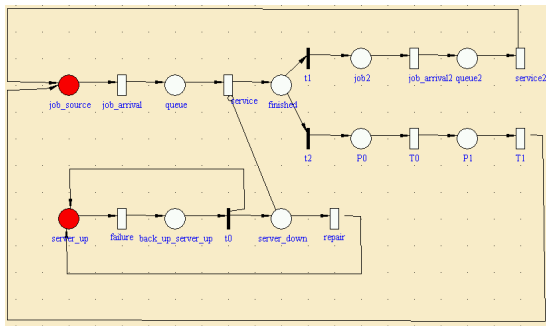 t1
job2
job_arrival2
queue2
service2
job_source
job_arrival
queue
service
finished
t2
P0
T0
P1
T1
server_up
failure
back_up_server_up
t0
server_down
repair